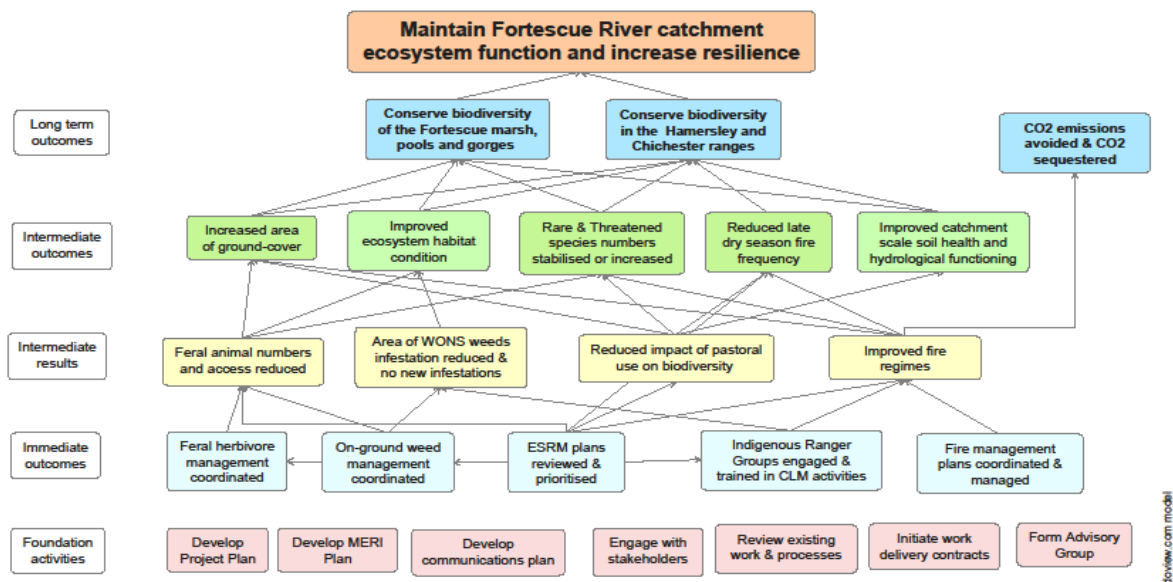 Maintain Fortescue River catchment
ecosystem function and increase resilience
Long term
outcomes
Conserve biodiversity
of the Fortescue marsh,
pools and gorges
Conserve biodiversity
in the Hamersley and
Chichester ranges
CO2 emissions
avoided & CO2
sequestered
Intermediate
outcomes
Increased area
of ground-cover
Improved
ecosystem habitat
condition
Rare & Threatened
species numbers
stabilised or increased
Reduced late
dry season fire
frequency
Improved catchment
scale soil health and
hydrological functioning
Intermediate
results
Feral animal numbers
and access reduced
Area of WONS weeds
infestation reduced &
no new infestations
Reduced impact of pastoral
use on biodiversity
Improved fire
regimes
Immediate
outcomes
Feral herbivore
management
coordinated
On-ground weed
management
coordinated
ESRM plans
reviewed &
prioritised
Indigenous Ranger
Groups engaged &
trained in CLM activities
Fire management
plans coordinated &
managed
Foundation
activities
Develop
Project Plan
Develop MERI
Plan
Develop
communications plan
Engage with
stakeholders
Review existing
work & processes
Initiate work
delivery contracts
Form Advisory
Group
model